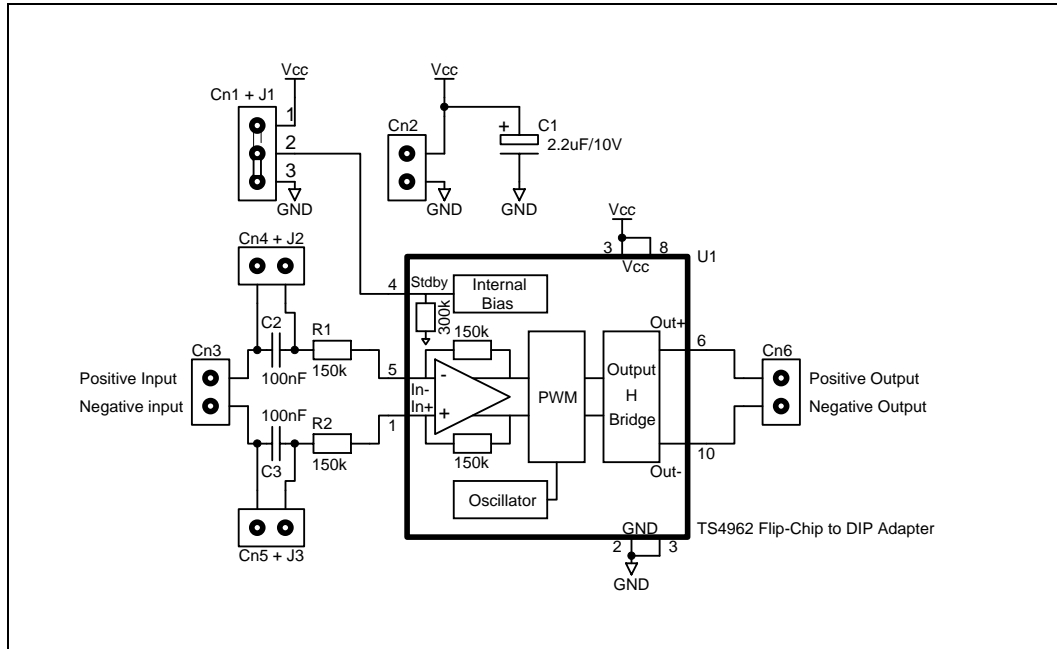 Vcc
Vcc
Cn1 + J1
1
2
3
GND
Cn2
GND
+
C1
2.2uF/10V
GND
Vcc
3
8
Vcc
U1
Cn4 + J2
4
Stdby
Internal
Bias
300k
150k
Out+
6
C2
R1
Cn3
100nF
150k
5
In-
-
Cn6
Positive Input
Positive Output
Negative input
Negative Output
PWM
Output
H
Bridge
In+
+
100nF
R2
1
C3
150k
150k
10
Out-
Oscillator
Cn5 + J3
GND
2
3
GND
TS4962 Flip-Chip to DIP Adapter